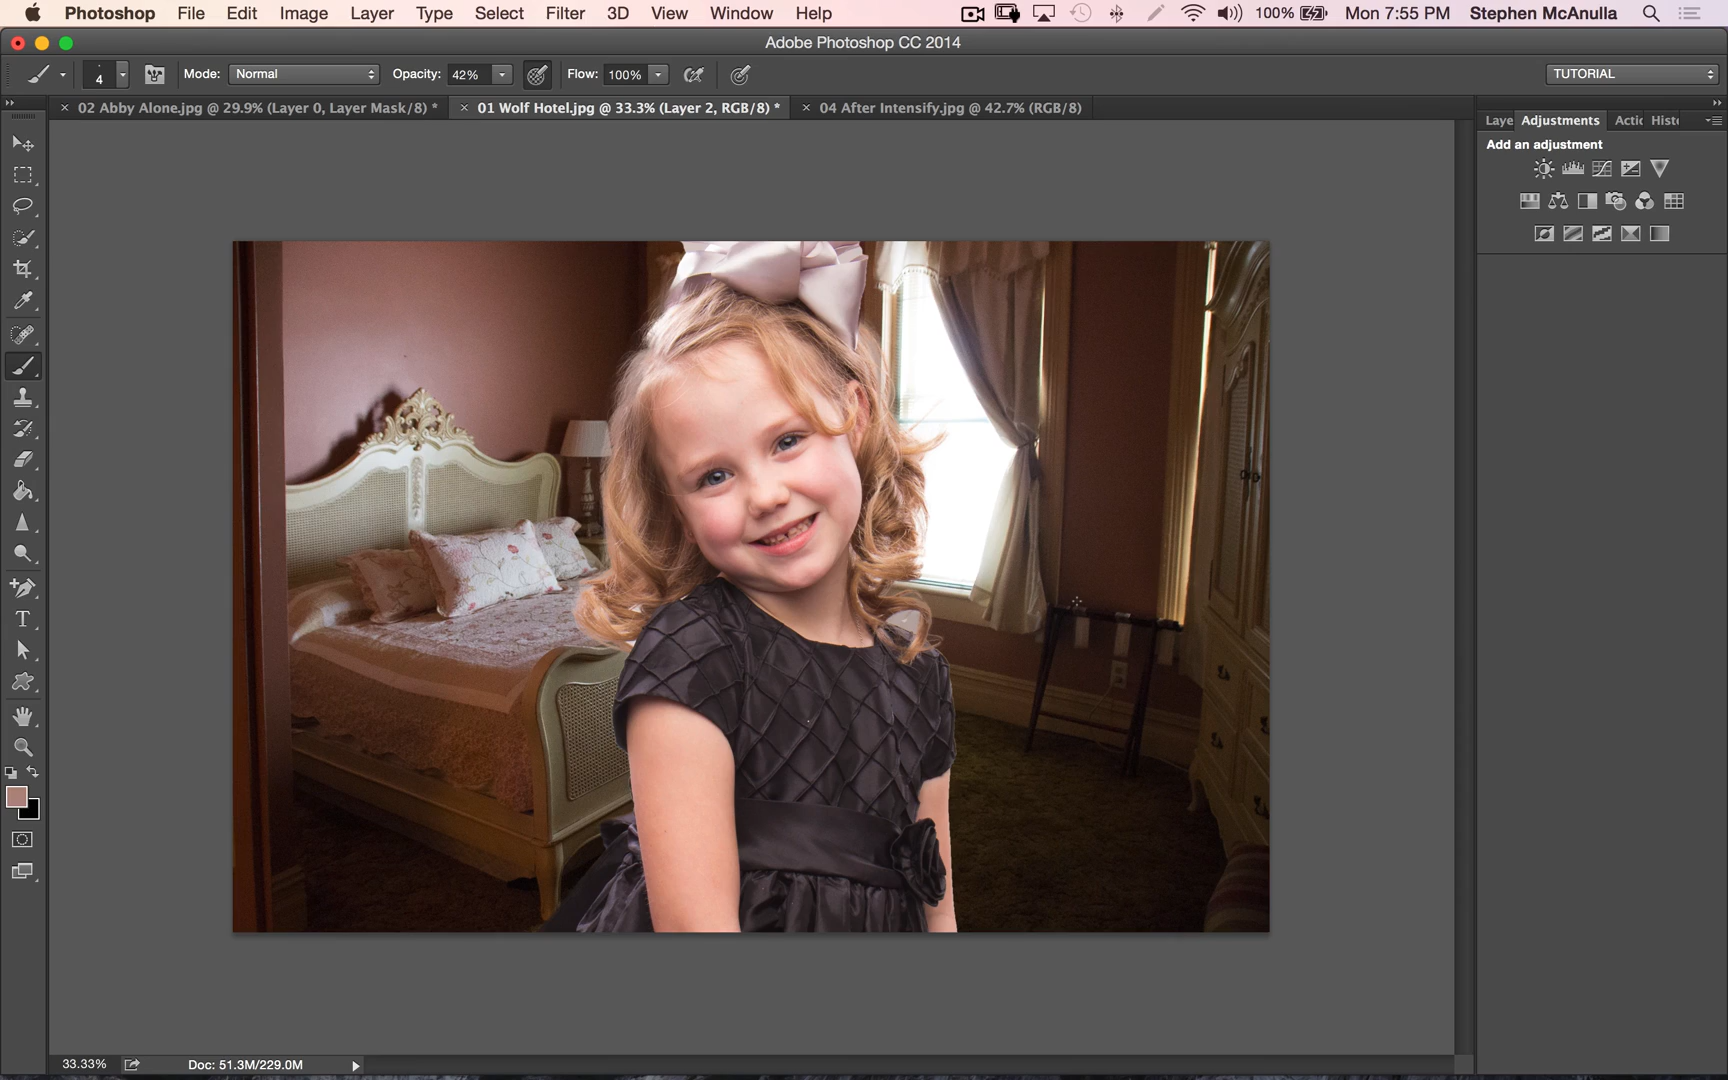 Photoshop File Edit Image Layer Type Select Filter 3D View Window Help 100% Mon 7:55 PM Stephen McAnulla
Adobe Photoshop CC 2014
4 Mode: Normal Opacity: 42% Flow: 100% TUTORIAL
02 Abby Alone.jpg @ 29.9% (Layer 0, Layer Mask/8) * 01 Wolf Hotel.jpg @ 33.3% (Layer 2, RGB/8) * 04 After Intensify.jpg @ 42.7% (RGB/8)
Laye Adjustments Actic Histo
Add an adjustment
33.33% Doc: 51.3M/229.0M